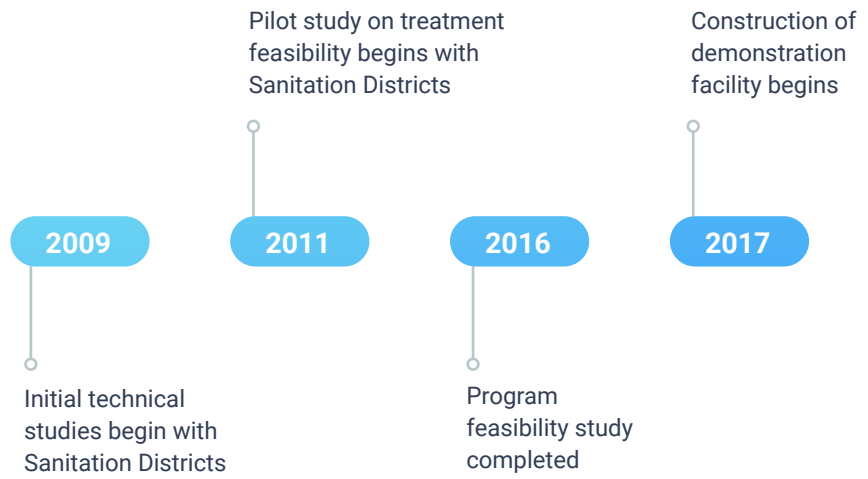 Pilot study on treatment
feasibility begins with
Sanitation Districts
Construction of
demonstration
facility begins
2009
2011
2016
2017
Initial technical
studies begin with
Sanitation Districts
Program
feasibility study
completed